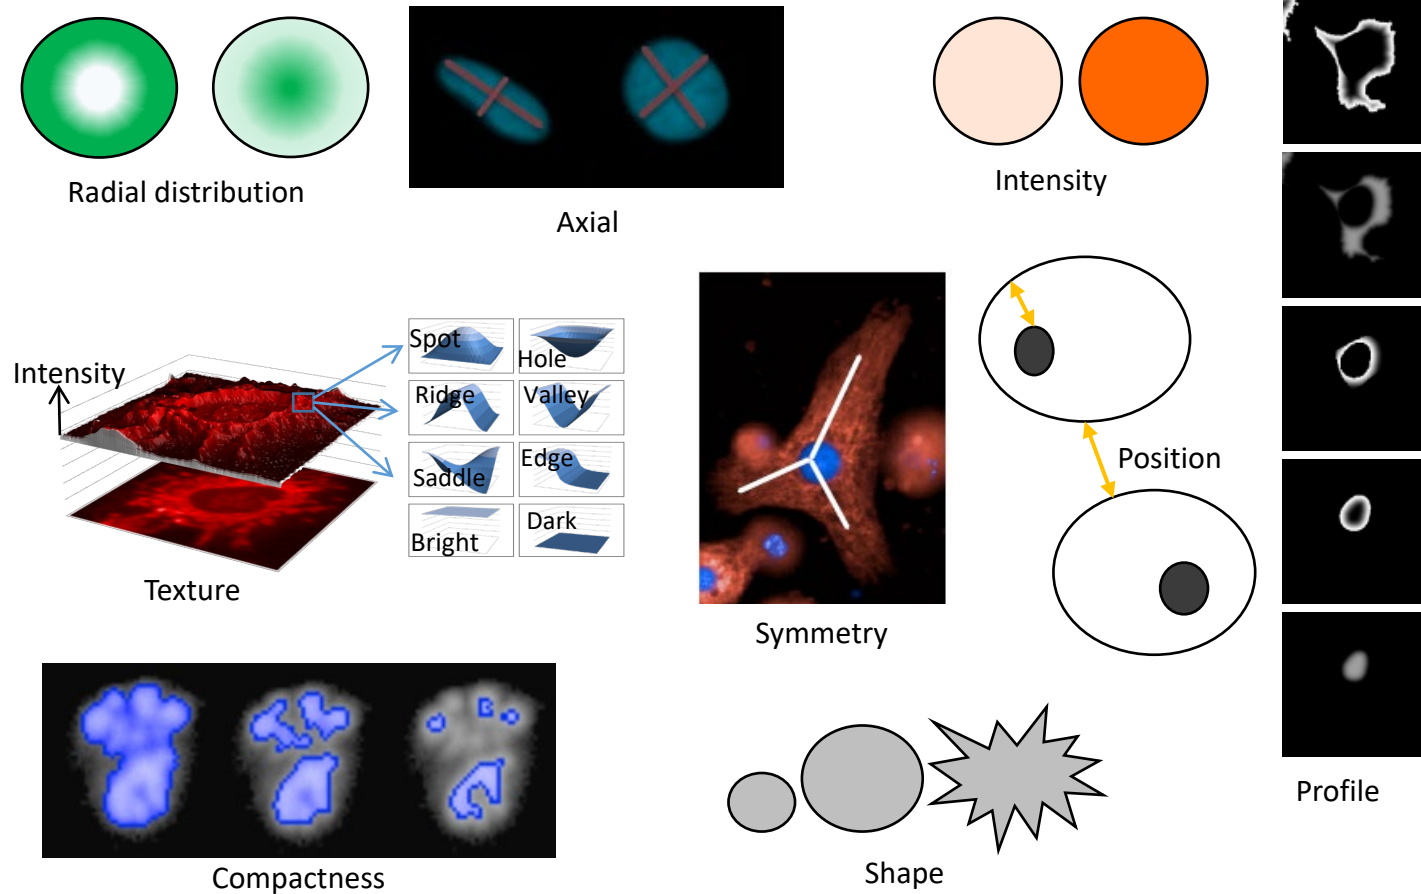 Radial distribution
Axial
Intensity
Intensity
Spot
Hole
Ridge
Valley
Saddle
Edge
Bright
Dark
Texture
Symmetry
Position
Compactness
Shape
Profile